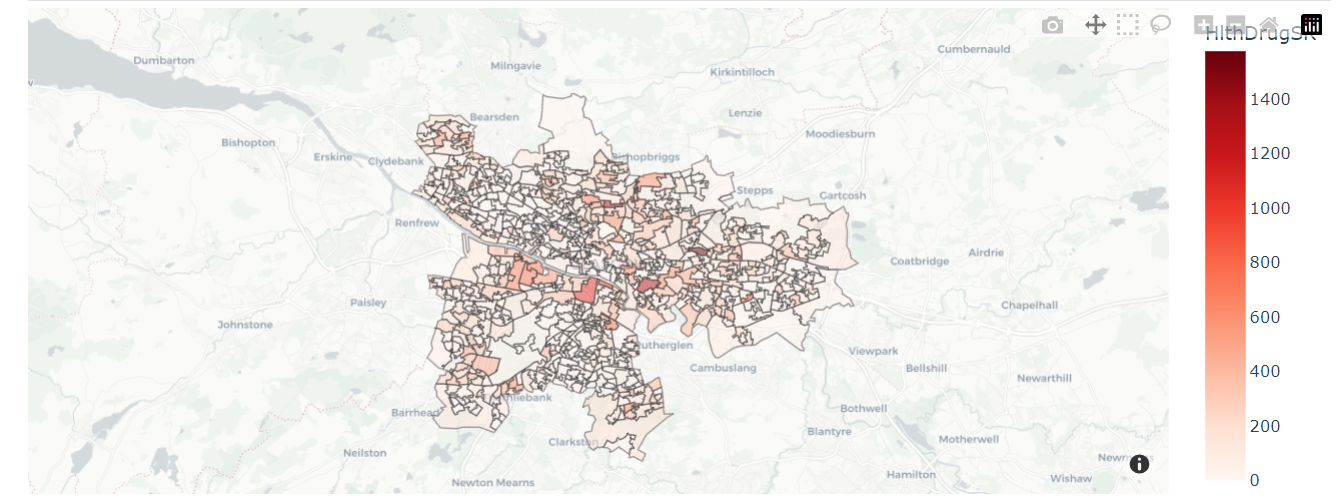 Dumbarton
Milngavie
Cumbernauld
Kirkintilloch
HlthDrugSR
Bearsden
Lenzie
Moodiesburn
Bishopton
Erskine
Clydebank
Bishopbriggs
Stepps
Gartcosh
Renfrew
Coatbridge
Airdrie
Paisley
Chapelhall
Johnstone
Rutherglen
Viewpark
Cambuslang
Bellshill
Newarthill
Barrhead
Bothwell
Blantyre
Motherwell
Clarkston
Neilston
Newmains
Hamilton
Wishaw
Newton Mearns
1400
1200
1000
800
600
400
200
0